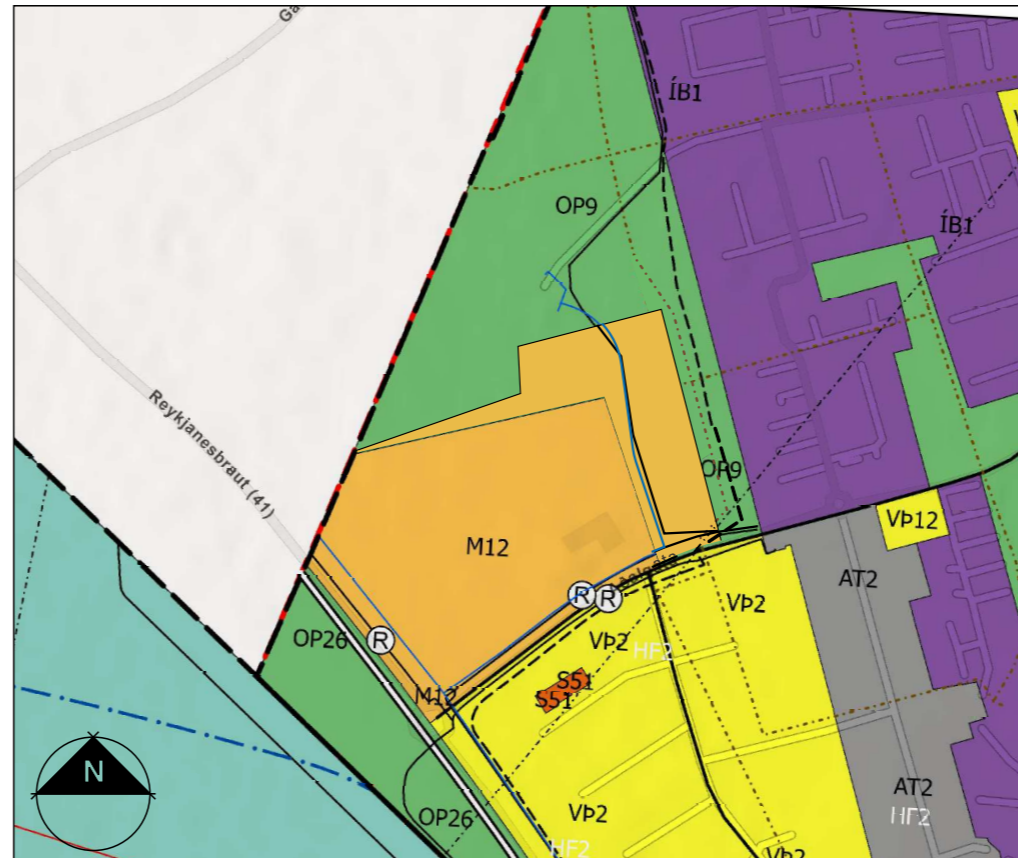 Ga
ÍB1
OP9
ÍB1
Reykjanesbraut (41)
OP9
VÞ12
M12
AT2
R
R
VÞ2
OP26
R
VÞ2
HF2
S51
S51
M12
N
AT2
OP26
VÞ2
HF2
HF2
VÞ2